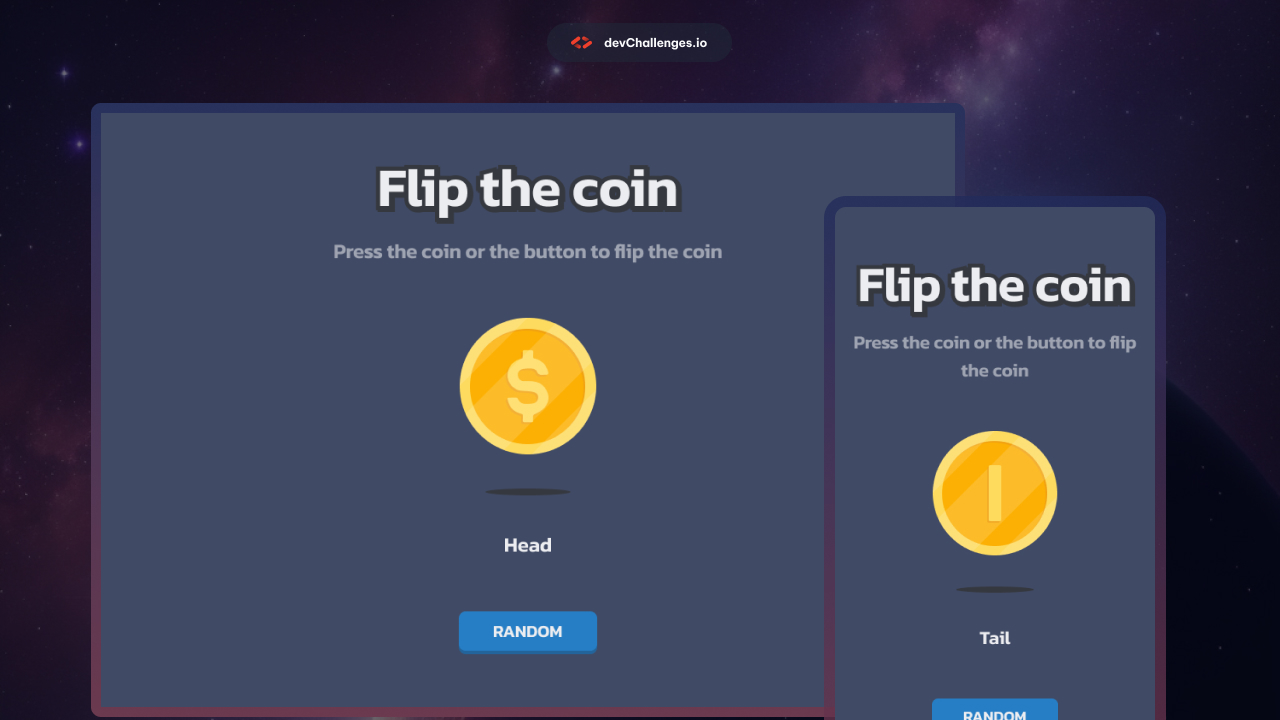 devChallenges.io
Flip the coin
Press the coin or the button to flip the coin
$
Head
RANDOM
Flip the coin
Press the coin or the button to flip
the coin
Tail
RANDOM